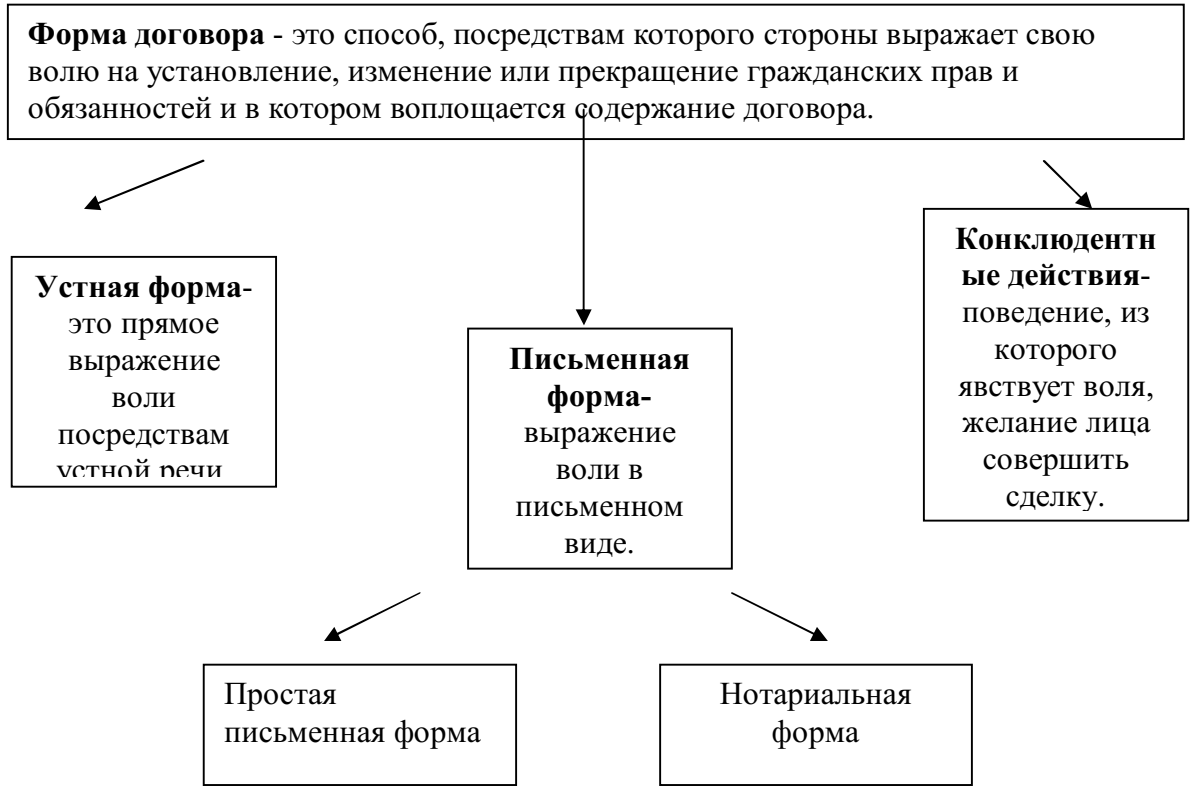 Форма договора - это способ, посредствам которого стороны выражает свою
волю на установление, изменение или прекращение гражданских прав и
обязанностей и в котором воплощается содержание договора.
Устная форма-
это прямое
выражение
воли
посредствам
устной речи
Письменная
форма-
выражение
воли в
письменном
виде.
Конклюдентн
ые действия-
поведение, из
которого
явствует воля,
желание лица
совершить
сделку.
Простая
письменная форма
Нотариальная
форма